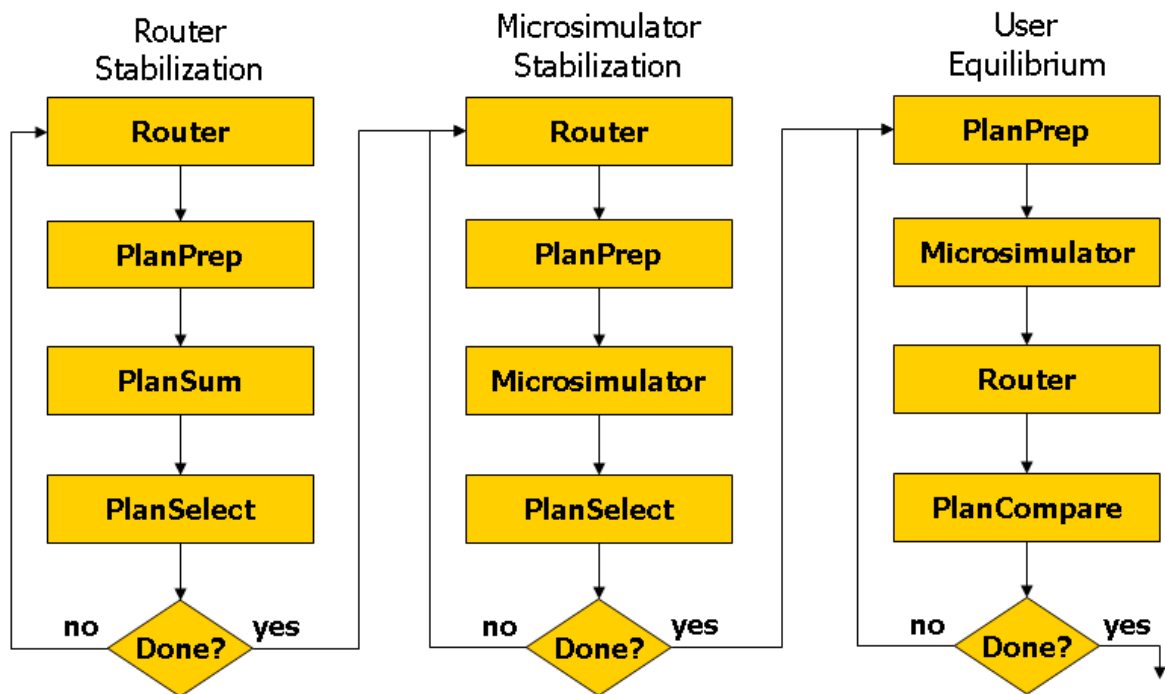 Router
Stabilization
Router
PlanPrep
PlanSum
PlanSelect
no
Done?
yes
Microsimulator
Stabilization
Router
PlanPrep
Microsimulator
PlanSelect
no
Done?
yes
User
Equilibrium
PlanPrep
Microsimulator
Router
PlanCompare
no
Done?
yes